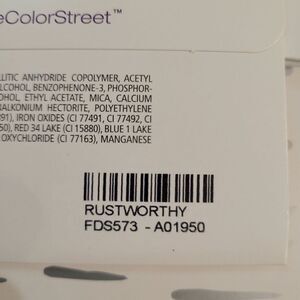 eColorStreet™
LLITIC ANHYDRIDE COPOLYMER, ACETYL
LCOHOL, BENZOPHENONE-3, PHOSPHOR-
OHOL, ETHYL ACETATE, MICA, CALCIUM
RALKONIUM HECTORITE, POLYETHYLENE
891), IRON OXIDES (CI 77491, CI 77492, CI
50), RED 34 LAKE (CI 15880), BLUE 1 LAKE
OXYCHLORIDE (CI 77163), MANGANESE
RUSTWORTHY
FDS573 - A01950